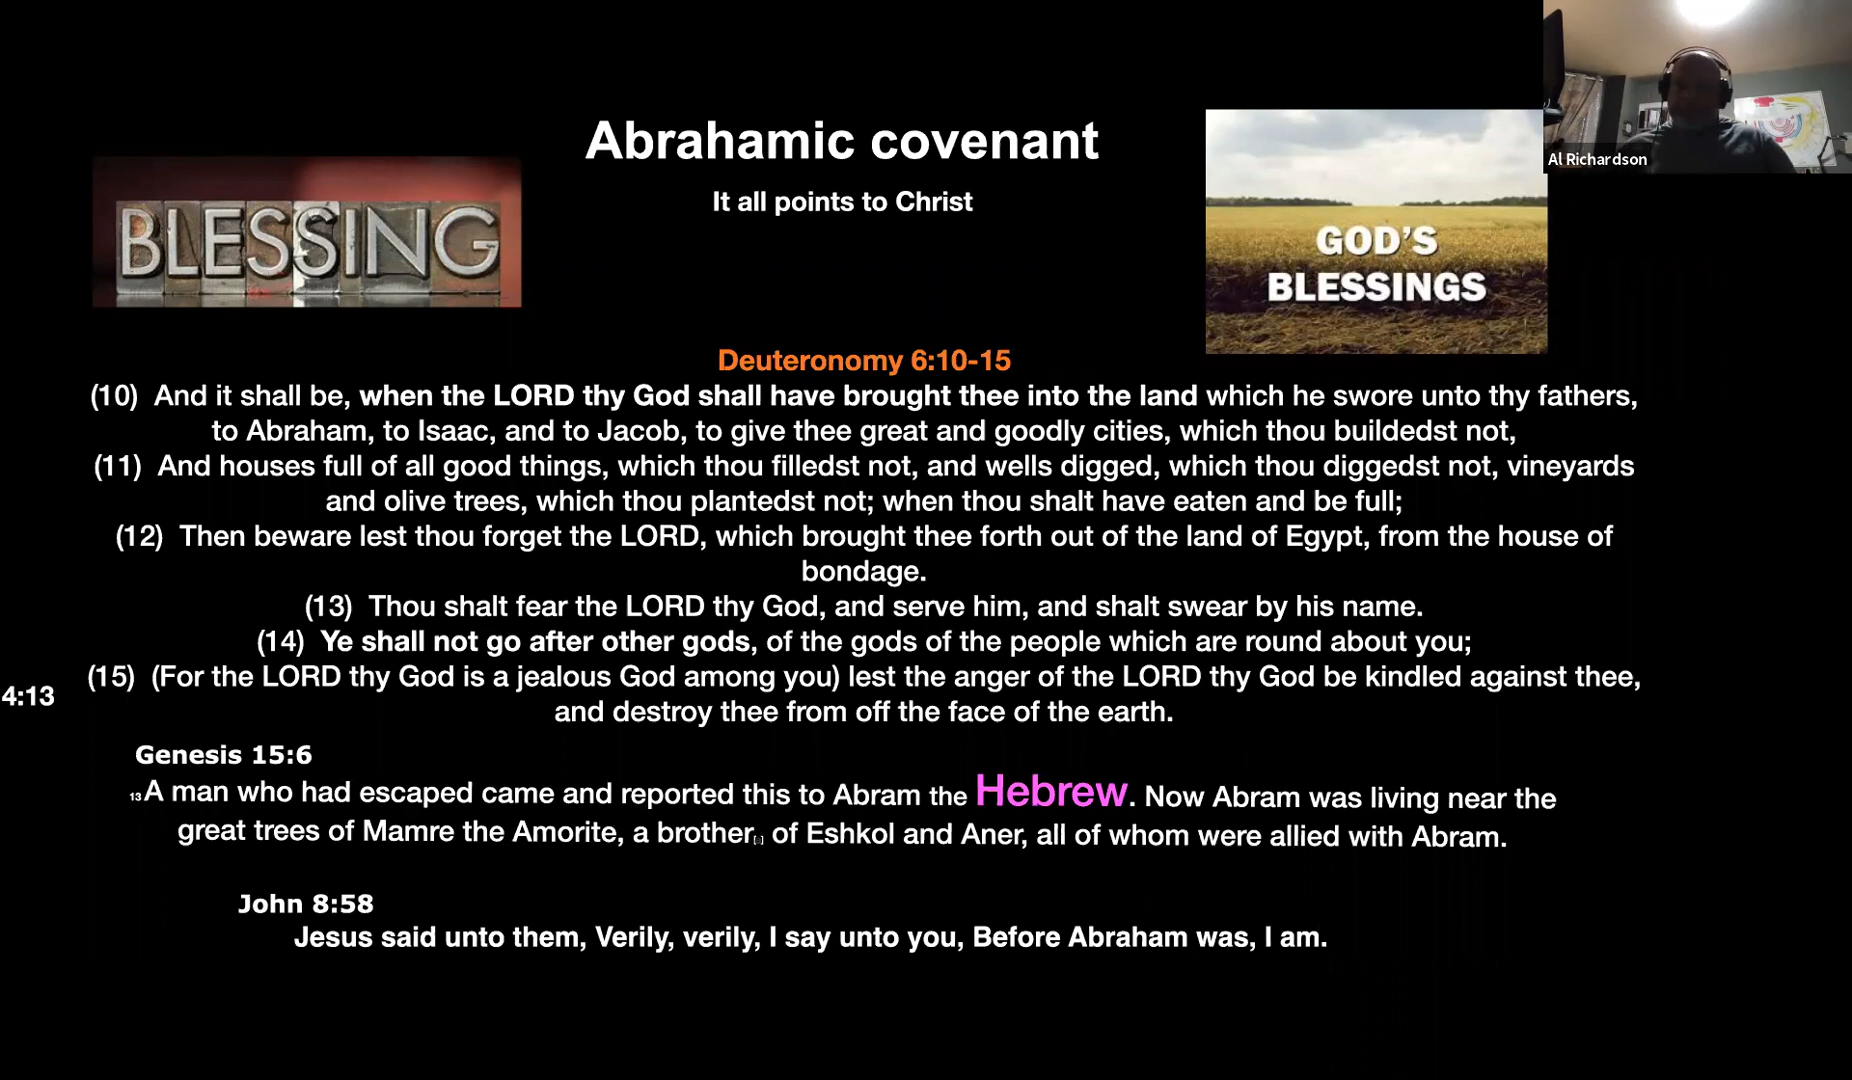 Al Richardson
Abrahamic covenant
It all points to Christ
BLESSING
GOD'S
BLESSINGS
Deuteronomy 6:10-15
(10) And it shall be, when the LORD thy God shall have brought thee into the land which he swore unto thy fathers,
to Abraham, to Isaac, and to Jacob, to give thee great and goodly cities, which thou buildedst not,
(11) And houses full of all good things, which thou filledst not, and wells digged, which thou diggedst not, vineyards
and olive trees, which thou plantedst not; when thou shalt have eaten and be full;
(12) Then beware lest thou forget the LORD, which brought thee forth out of the land of Egypt, from the house of
bondage.
(13) Thou shalt fear the LORD thy God, and serve him, and shalt swear by his name.
(14) Ye shall not go after other gods, of the gods of the people which are round about you;
(15) (For the LORD thy God is a jealous God among you) lest the anger of the LORD thy God be kindled against thee,
4:13
and destroy thee from off the face of the earth.
Genesis 15:6
13 A man who had escaped came and reported this to Abram the Hebrew. Now Abram was living near the
great trees of Mamre the Amorite, a brother of Eshkol and Aner, all of whom were allied with Abram.
John 8:58
Jesus said unto them, Verily, verily, I say unto you, Before Abraham was, I am.